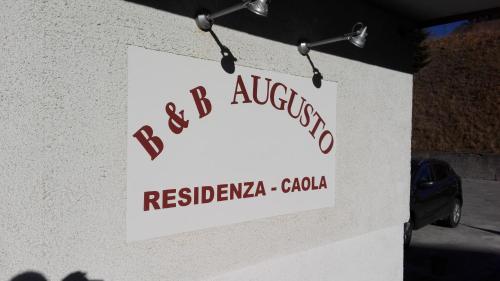 B & B AUGUSTO
RESIDENZA - CAOLA